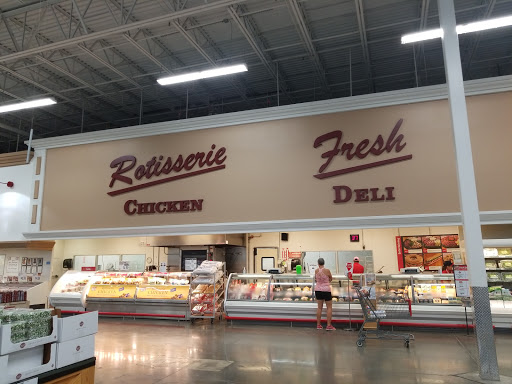 Rotisserie
CHICKEN
Fresh
DELI